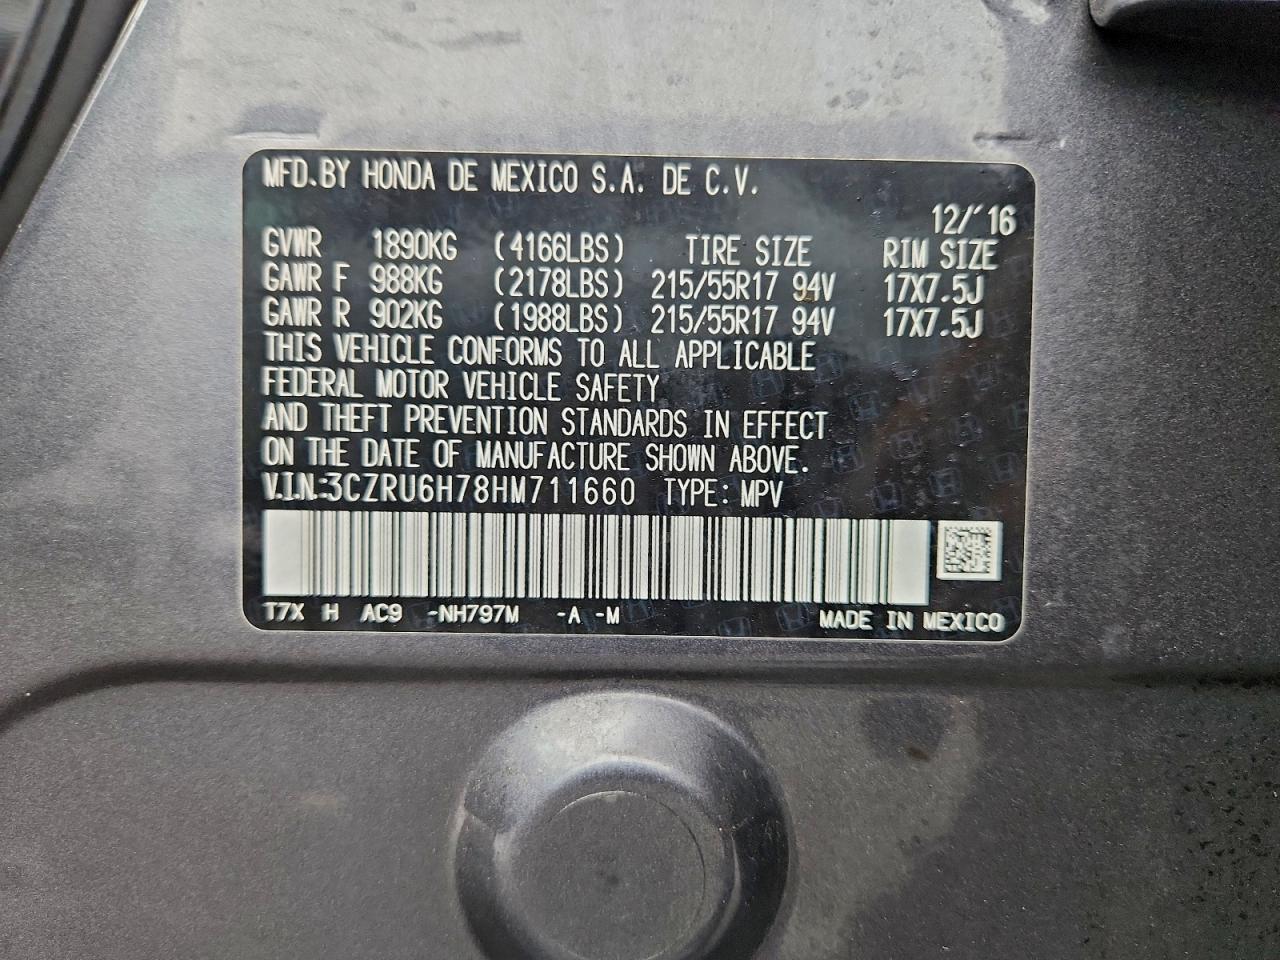 MFD.BY HONDA DE MEXICO S.A. DE C.V.
12/'16
GVWR 1890KG (4166LBS) TIRE SIZE RIM SIZE
GAWR F 988KG (2178LBS) 215/55R17 94V 17X7.5J
GAWR R 902KG (1988LBS) 215/55R17 94V 17X7.5J
THIS VEHICLE CONFORMS TO ALL APPLICABLE
FEDERAL MOTOR VEHICLE SAFETY
AND THEFT PREVENTION STANDARDS IN EFFECT
ON THE DATE OF MANUFACTURE SHOWN ABOVE.
V.I.N:3CZRU6H78HM711660 TYPE: MPV
T7X H AC9 -NH797M -A -M MADE IN MEXICO